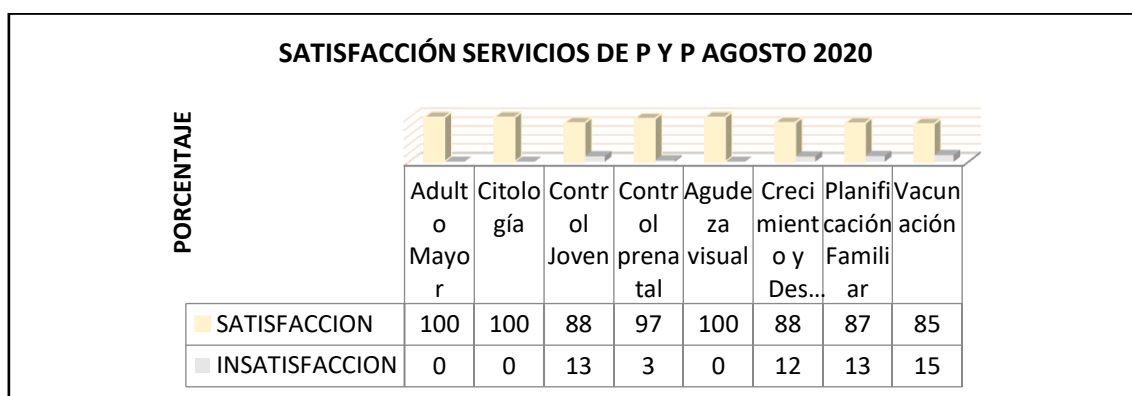 SATISFACCIÓN SERVICIOS DE P Y P AGOSTO 2020
PORCENTAJE
Adult Citolo Contr Contr Agude Creci Planifi Vacun
o gía ol ol za mient cación ación
Mayo Joven prena visual o y Famili
r tal Des... ar
SATISFACCION 100 100 88 97 100 88 87 85
INSATISFACCION 0 0 13 3 0 12 13 15